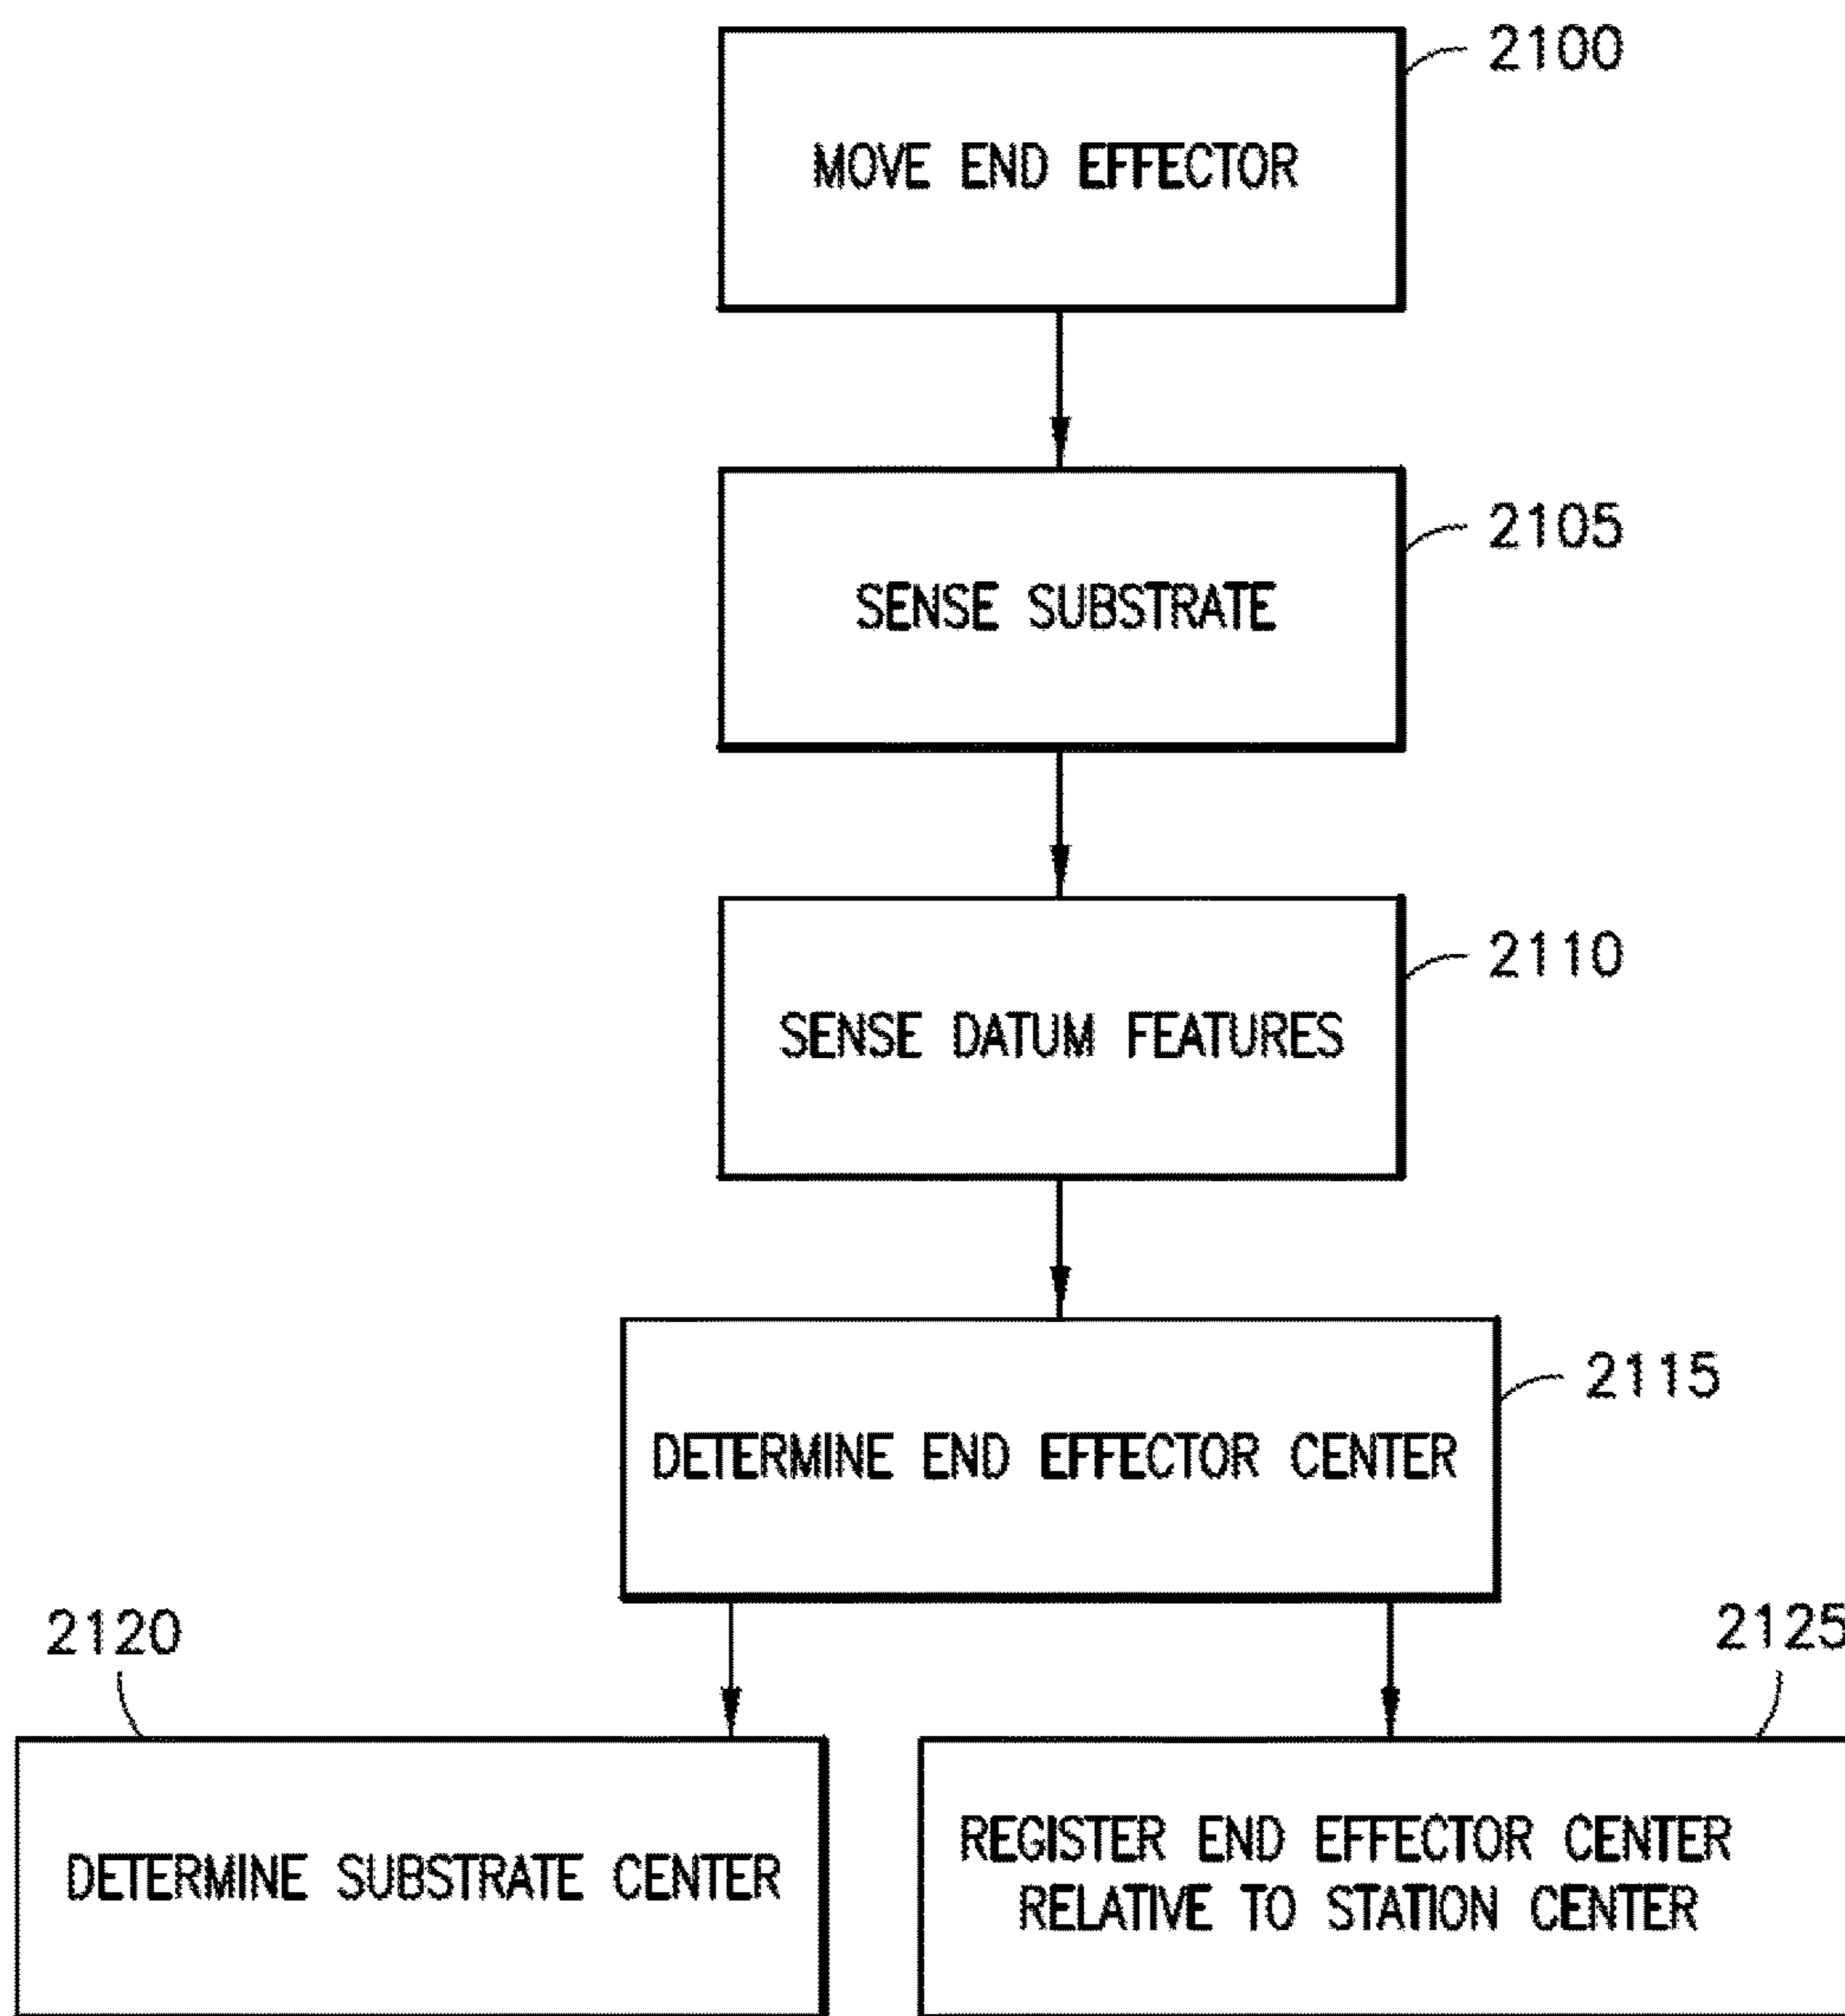 2100
MOVE END EFFECTOR
2105
SENSE SUBSTRATE
2110
SENSE DATUM FEATURES
2115
DETERMINE END EFFECTOR CENTER
2120
2125
DETERMINE SUBSTRATE CENTER
REGISTER END EFFECTOR CENTER
RELATIVE TO STATION CENTER